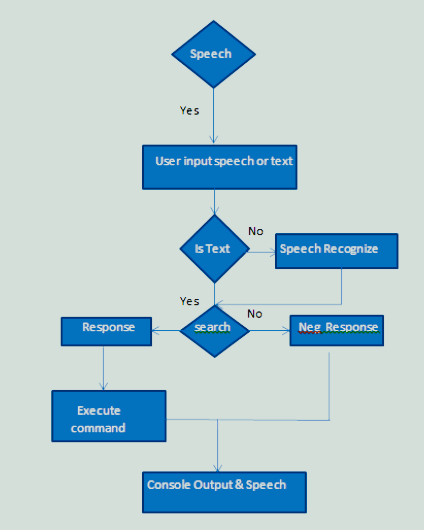 Speech
Yes
User input speech or text
Is Text
No
Speech Recognize
Yes
No
Response
search
Neg Response
Execute
command
Console Output & Speech